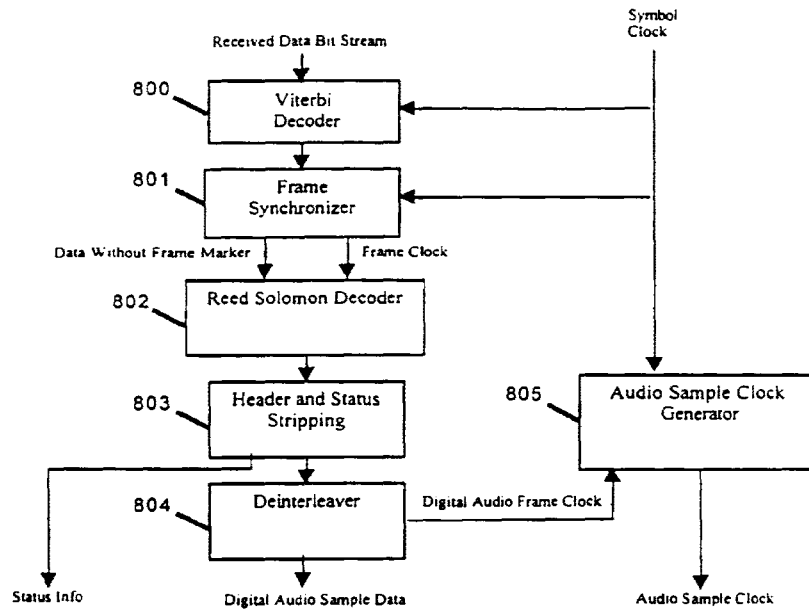 Received Data Bit Stream
Symbol
Clock
800
Viterbi
Decoder
801
Frame
Synchronizer
Data Without Frame Marker
Frame Clock
802
Reed Solomon Decoder
803
Header and Status
Stripping
805
Audio Sample Clock
Generator
804
Deinterleaver
Digital Audio Frame Clock
Status Info
Digital Audio Sample Data
Audio Sample Clock